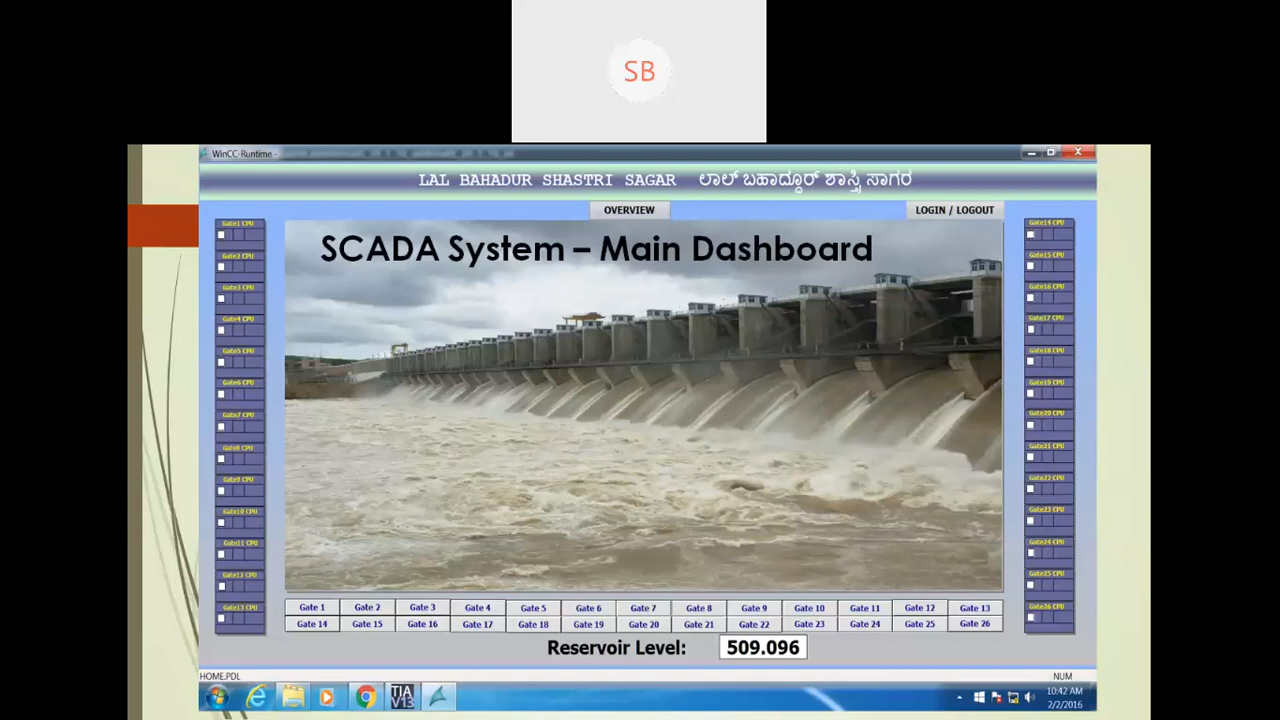 SB
WinCC-Runtime -
LAL BAHADUR SHASTRI SAGAR ಲಾಲ್ ಬಹಾದ್ದೂರ್ ಶಾಸ್ತ್ರಿ ಸಾಗರ
OVERVIEW
LOGIN / LOGOUT
SCADA System – Main Dashboard
Gate1 CPU
Gate2 CPU
Gate3 CPU
Gate4 CPU
Gate5 CPU
Gate6 CPU
Gate7 CPU
Gate8 CPU
Gate9 CPU
Gate10 CPU
Gate11 CPU
Gate12 CPU
Gate13 CPU
Gate14 CPU
Gate15 CPU
Gate16 CPU
Gate17 CPU
Gate18 CPU
Gate19 CPU
Gate20 CPU
Gate21 CPU
Gate22 CPU
Gate23 CPU
Gate24 CPU
Gate25 CPU
Gate26 CPU
Gate 1 Gate 2 Gate 3 Gate 4 Gate 5 Gate 6 Gate 7 Gate 8 Gate 9 Gate 10 Gate 11 Gate 12 Gate 13
Gate 14 Gate 15 Gate 16 Gate 17 Gate 18 Gate 19 Gate 20 Gate 21 Gate 22 Gate 23 Gate 24 Gate 25 Gate 26
Reservoir Level: 509.096
HOME.PDL
NUM
TIA
V13
10:42 AM
2/2/2016